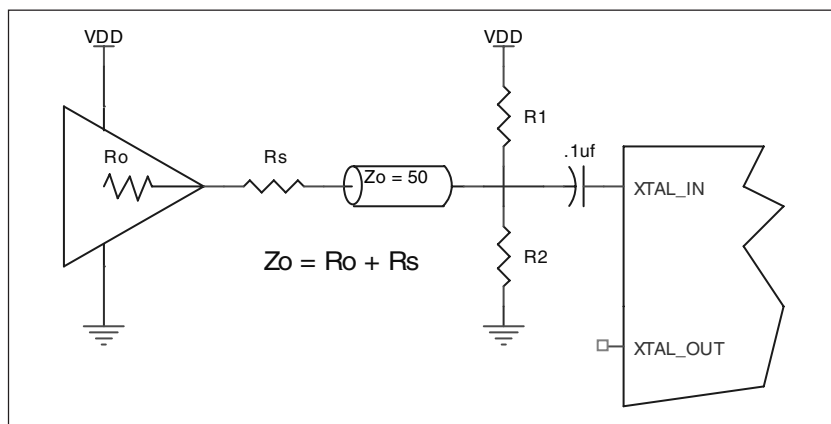 VDD
VDD
R1
Ro
Rs
Zo = 50
.1uf
XTAL_IN
Zo = Ro + Rs
R2
XTAL_OUT